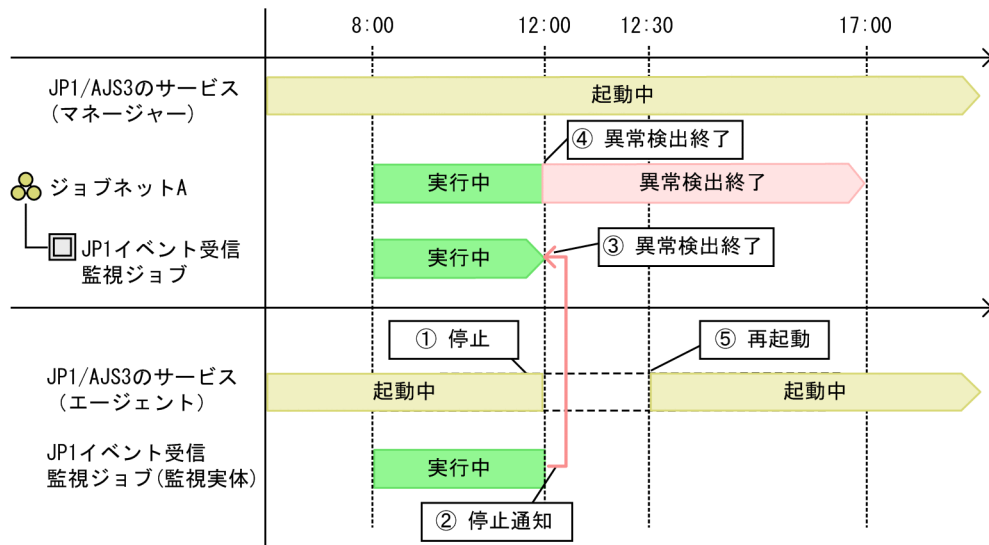 8:00 12:00 12:30 17:00
JP1/AJS3のサービス
(マネージャー)
起動中
④ 異常検出終了
ジョブネットA
実行中
異常検出終了
JP1イベント受信
監視ジョブ
実行中
③ 異常検出終了
① 停止
⑤ 再起動
JP1/AJS3のサービス
(エージェント)
起動中
起動中
JP1イベント受信
監視ジョブ(監視実体)
実行中
② 停止通知